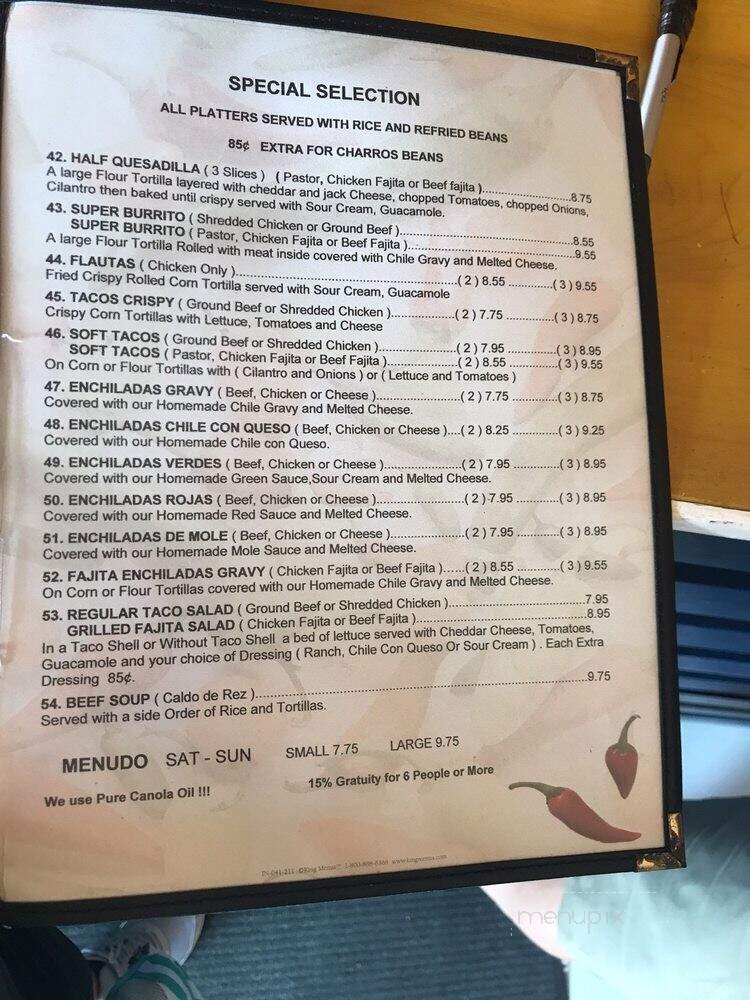 SPECIAL SELECTION
ALL PLATTERS SERVED WITH RICE AND REFRIED BEANS
85¢ EXTRA FOR CHARROS BEANS
42. HALF QUESADILLA ( 3 Slices ) ( Pastor, Chicken Fajita or Beef fajita )..........................8.75
A large Flour Tortilla layered with cheddar and jack Cheese, chopped Tomatoes, chopped Onions,
Cilantro then baked until crispy served with Sour Cream, Guacamole.
43. SUPER BURRITO ( Shredded Chicken or Ground Beef )..................................................8.55
SUPER BURRITO ( Pastor, Chicken Fajita or Beef Fajita )................................................9.55
A large Flour Tortilla Rolled with meat inside covered with Chile Gravy and Melted Cheese.
44. FLAUTAS ( Chicken Only )................................................................( 2 ) 8.55 .............( 3 ) 9.55
Fried Crispy Rolled Corn Tortilla served with Sour Cream, Guacamole
45. TACOS CRISPY ( Ground Beef or Shredded Chicken )..................( 2 ) 7.75 .............( 3 ) 8.75
Crispy Corn Tortillas with Lettuce, Tomatoes and Cheese
46. SOFT TACOS ( Ground Beef or Shredded Chicken ).....................( 2 ) 7.95 .............( 3 ) 8.95
SOFT TACOS ( Pastor, Chicken Fajita or Beef Fajita )...................( 2 ) 8.55 .............( 3 ) 9.55
On Corn or Flour Tortillas with ( Cilantro and Onions ) or ( Lettuce and Tomatoes )
47. ENCHILADAS GRAVY ( Beef, Chicken or Cheese ).....................( 2 ) 7.75 .............( 3 ) 8.75
Covered with our Homemade Chile Gravy and Melted Cheese.
48. ENCHILADAS CHILE CON QUESO ( Beef, Chicken or Cheese )....( 2 ) 8.25 .............( 3 ) 9.25
Covered with our Homemade Chile con Queso.
49. ENCHILADAS VERDES ( Beef, Chicken or Cheese )...................( 2 ) 7.95 .............( 3 ) 8.95
Covered with our Homemade Green Sauce,Sour Cream and Melted Cheese.
50. ENCHILADAS ROJAS ( Beef, Chicken or Cheese ).....................( 2 ) 7.95 .............( 3 ) 8.95
Covered with our Homemade Red Sauce and Melted Cheese.
51. ENCHILADAS DE MOLE ( Beef, Chicken or Cheese )..................( 2 ) 7.95 .............( 3 ) 8.95
Covered with our Homemade Mole Sauce and Melted Cheese.
52. FAJITA ENCHILADAS GRAVY ( Chicken Fajita or Beef Fajita )......( 2 ) 8.55 .............( 3 ) 9.55
On Corn or Flour Tortillas covered with our Homemade Chile Gravy and Melted Cheese.
53. REGULAR TACO SALAD ( Ground Beef or Shredded Chicken )...................................7.95
GRILLED FAJITA SALAD ( Chicken Fajita or Beef Fajita )...........................................8.95
In a Taco Shell or Without Taco Shell a bed of lettuce served with Cheddar Cheese, Tomatoes,
Guacamole and your choice of Dressing ( Ranch, Chile Con Queso Or Sour Cream ) . Each Extra
Dressing 85¢.
54. BEEF SOUP ( Caldo de Rez )....................................................................................9.75
Served with a side Order of Rice and Tortillas.
MENUDO SAT - SUN SMALL 7.75 LARGE 9.75
We use Pure Canola Oil !!! 15% Gratuity for 6 People or More
menupix